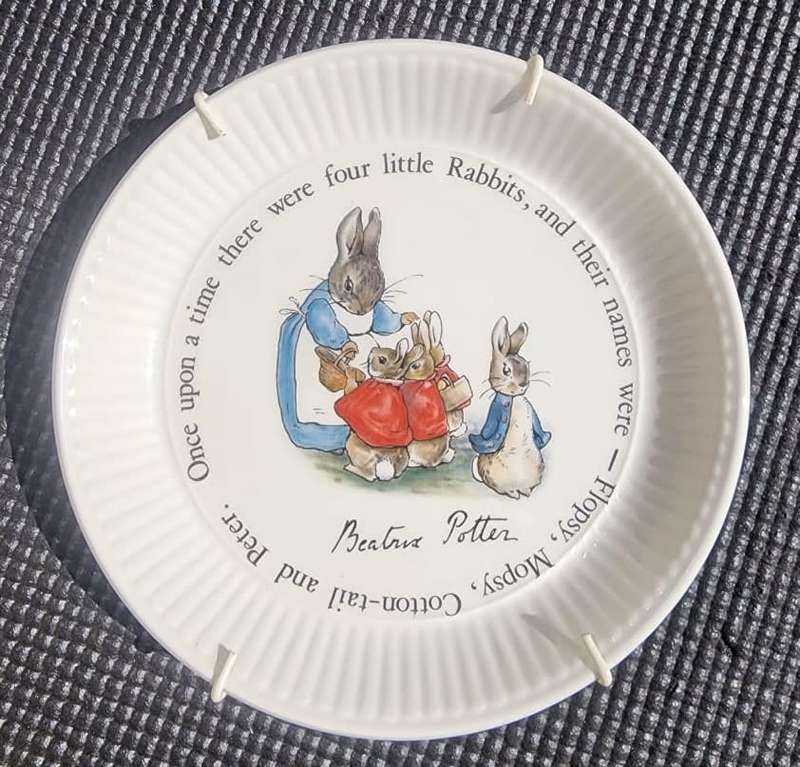 Once upon a time there were four little Rabbits, and their names were — Flopsy, Mopsy, Cotton-tail and Peter.
Beatrix Potter